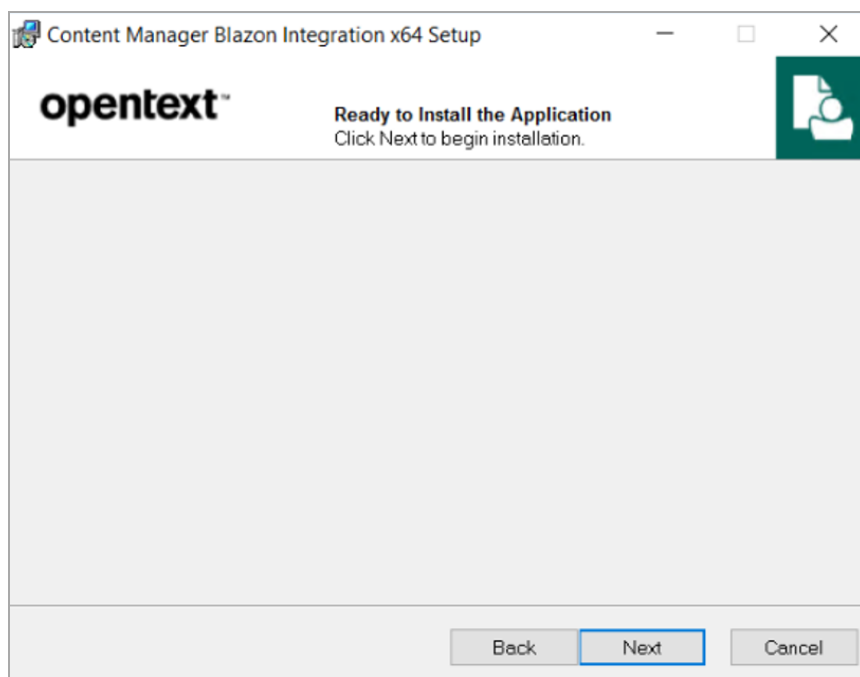 Content Manager Blazon Integration x64 Setup
opentext™
Ready to Install the Application
Click Next to begin installation.
Back Next Cancel